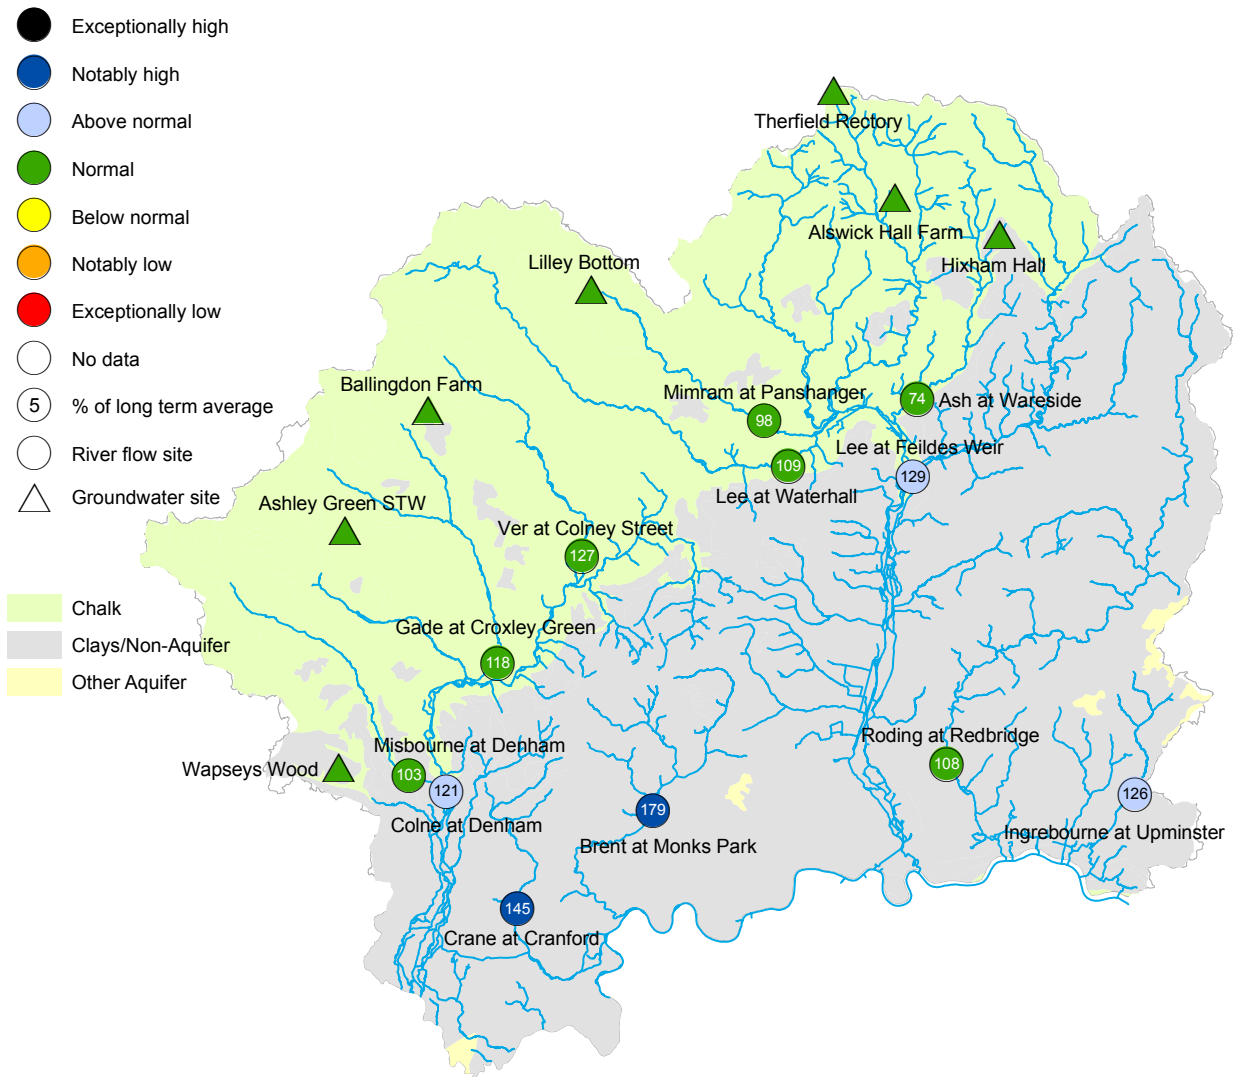 Exceptionally high
Notably high
Above normal
Normal
Below normal
Notably low
Exceptionally low
No data
5 % of long term average
River flow site
Groundwater site
Chalk
Clays/Non-Aquifer
Other Aquifer
Therfield Rectory
Alswick Hall Farm
Hixham Hall
Lilley Bottom
Ballingdon Farm
Mimram at Panshanger
98
74 Ash at Wareside
Lee at Feildes Weir
129
109
Lee at Waterhall
Ashley Green STW
Ver at Colney Street
127
Gade at Croxley Green
118
Misbourne at Denham
Wapseys Wood
103
121
Colne at Denham
179
Brent at Monks Park
Roding at Redbridge
108
126
Ingrebourne at Upminster
145
Crane at Cranford